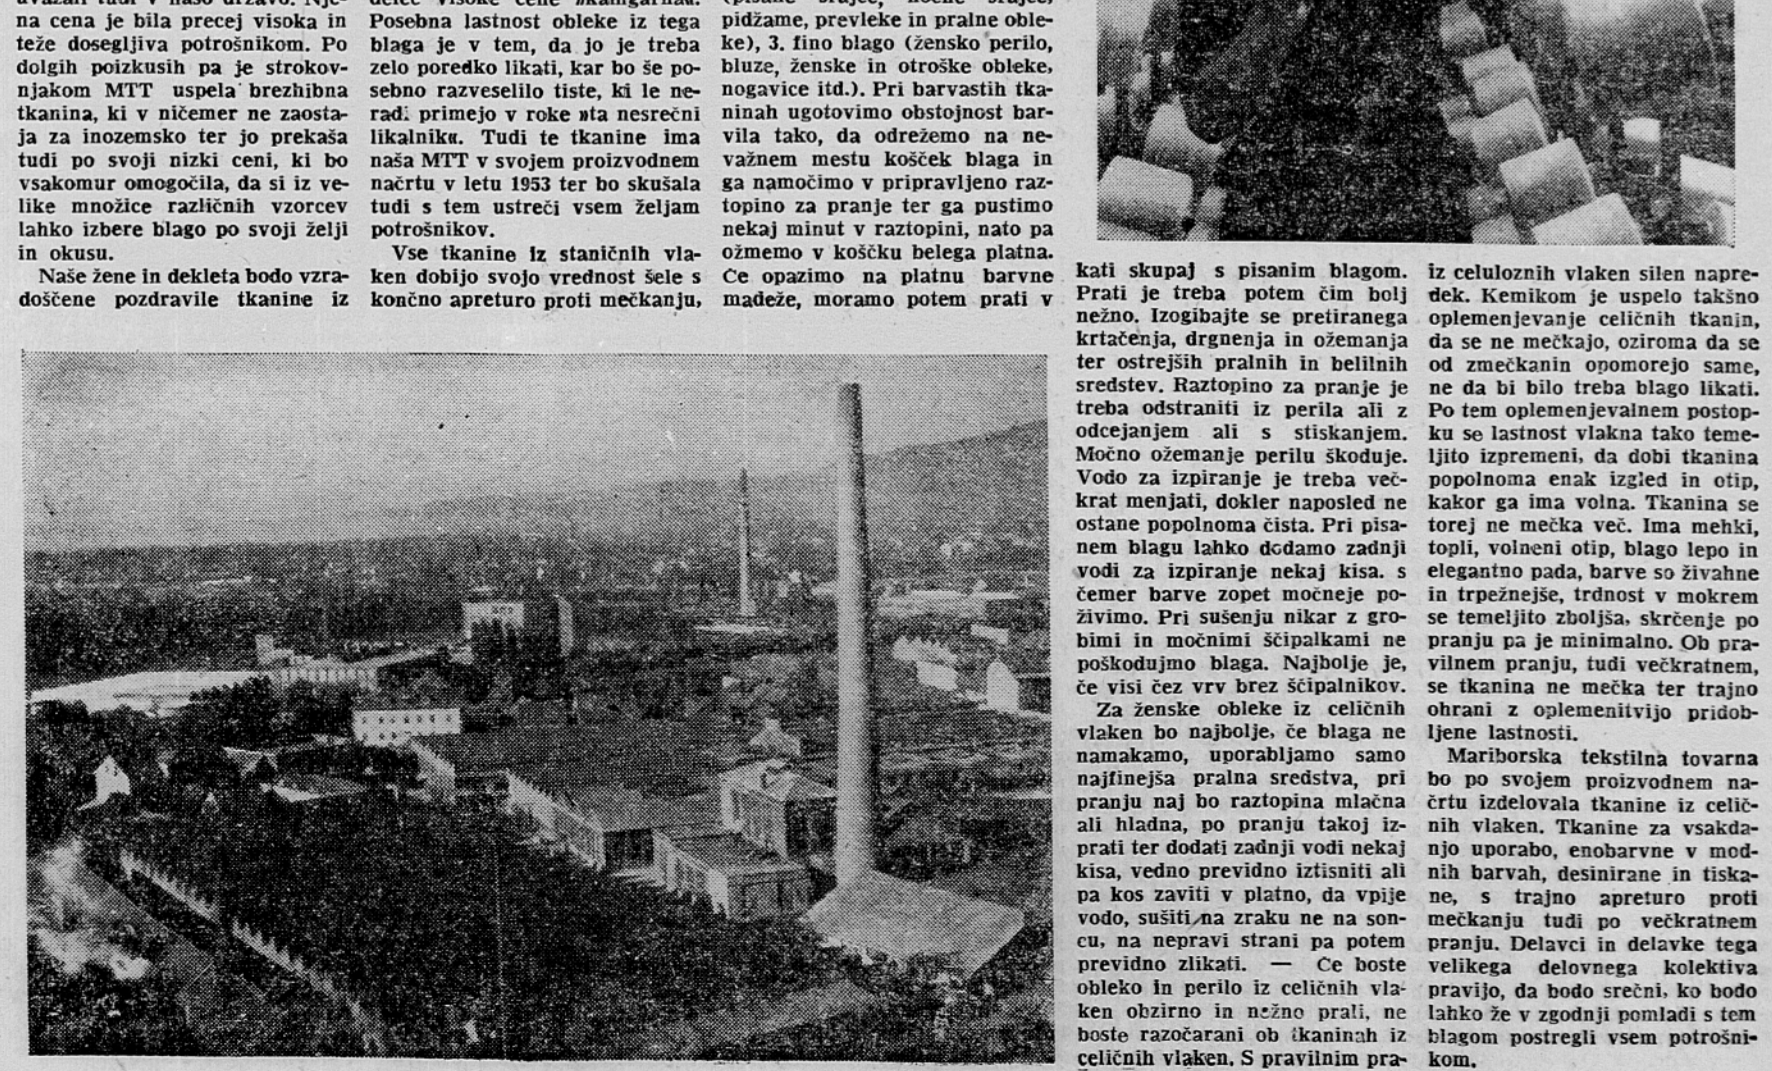 na cena je bila precej visoka in
teže dosegljiva potrošnikom. Po
dolgih poizkusih pa je strokov-
njakom MTT uspela brezhibna
tkanina, ki v ničemer ne zaosta-
ja za inozemsko ter jo prekaša
tudi po svoji nizki ceni, ki bo
vsakomur omogočila, da si iz ve-
like množice različnih vzorcev
lahko izbere blago po svoji želji
in okusu.
Naše žene in dekleta bodo vzra-
doščene pozdravile tkanine iz
Posebna lastnost obleke iz tega
blaga je v tem, da jo je treba
zelo poredko likati, kar bo še po-
sebno razveselilo tiste, ki le ne-
radi primejo v roke »ta nesrečni
likalnik«. Tudi te tkanine ima
naša MTT v svojem proizvodnem
načrtu v letu 1953 ter bo skušala
tudi s tem ustreči vsem željam
potrošnikov.
Vse tkanine iz staničnih vla-
ken dobijo svojo vrednost šele s
končno apreturo proti mečkanju,
pidžame, prevleke in pralne oble-
ke), 3. fino blago (žensko perilo,
bluze, ženske in otroške obleke,
nogavice itd.). Pri barvastih tka-
ninah ugotovimo obstojnost bar-
vila tako, da odrežemo na ne-
važnem mestu košček blaga in
ga namočimo v pripravljeno raz-
topino za pranje ter ga pustimo
nekaj minut v raztopini, nato pa
ožmemo v koščku belega platna.
Če opazimo na platnu barvne
madeže, moramo potem prati v
kati skupaj s pisanim blagom.
Prati je treba potem čim bolj
nežno. Izogibajte se pretiranega
krtačenja, drgnenja in ožemanja
ter ostrejših pralnih in belilnih
sredstev. Raztopino za pranje je
treba odstraniti iz perila ali z
odcejanjem ali s stiskanjem.
Močno ožemanje perilu škoduje.
Vodo za izpiranje je treba več-
krat menjati, dokler naposled ne
ostane popolnoma čista. Pri pisa-
nem blagu lahko dodamo zadnji
vodi za izpiranje nekaj kisa. s
čemer barve zopet močneje po-
živimo. Pri sušenju nikar z gro-
bimi in močnimi ščipalkami ne
poškodujmo blaga. Najbolje je,
če visi čez vrv brez ščipalnikov.
Za ženske obleke iz celičnih
vlaken bo najbolje, če blaga ne
namakamo, uporabljamo samo
najfinejša pralna sredstva, pri
pranju naj bo raztopina mlačna
ali hladna, po pranju takoj iz-
prati ter dodati zadnji vodi nekaj
kisa, vedno previdno iztisniti ali
pa kos zaviti v platno, da vpije
vodo, sušiti na zraku ne na son-
cu, na nepravi strani pa potem
previdno zlikati. — Če boste
obleko in perilo iz celičnih vla-
ken obzirno in nežno prali, ne
boste razočarani ob tkaninah iz
celičnih vlaken. S pravilnim pra-
iz celuloznih vlaken silen napre-
dek. Kemikom je uspelo takšno
oplemenjevanje celičnih tkanin,
da se ne mečkajo, oziroma da se
od zmečkanin opomorejo same,
ne da bi bilo treba blago likati.
Po tem oplemenjevalnem postop-
ku se lastnost vlakna tako teme-
ljito izpremeni, da dobi tkanina
popolnoma enak izgled in otip,
kakor ga ima volna. Tkanina se
torej ne mečka več. Ima mehki,
topli, volneni otip, blago lepo in
elegantno pada, barve so živahne
in trpežnejše, trdnost v mokrem
se temeljito zboljša, skrčenje po
pranju pa je minimalno. Ob pra-
vilnem pranju, tudi večkratnem,
se tkanina ne mečka ter trajno
ohrani z oplemenitvijo pridob-
ljene lastnosti.
Mariborska tekstilna tovarna
bo po svojem proizvodnem na-
črtu izdelovala tkanine iz celič-
nih vlaken. Tkanine za vsakda-
njo uporabo, enobarvne v mod-
nih barvah, desinirane in tiska-
ne, s trajno apreturo proti
mečkanju tudi po večkratnem
pranju. Delavci in delavke tega
velikega delovnega kolektiva
pravijo, da bodo srečni, ko bodo
lahko že v zgodnji pomladi s tem
blagom postregli vsem potrošni-
kom.